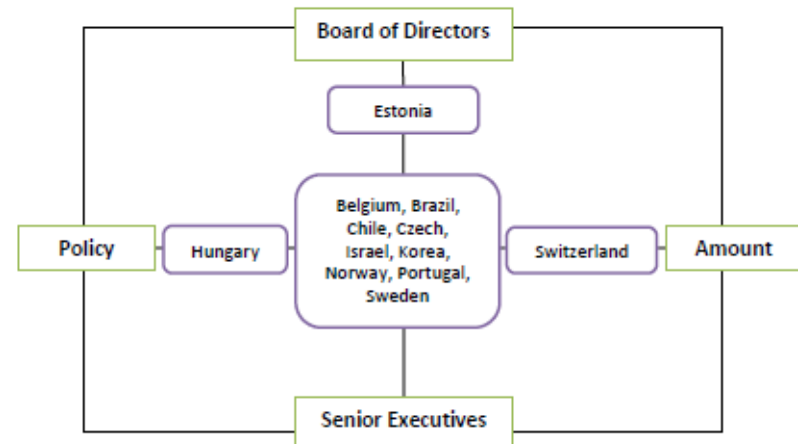 Board of Directors
Estonia
Policy
Hungary
Belgium, Brazil,
Chile, Czech,
Israel, Korea,
Norway, Portugal,
Sweden
Switzerland
Amount
Senior Executives